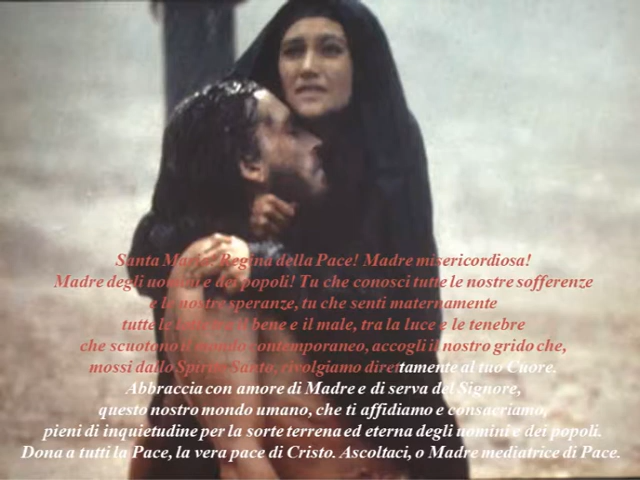 Santa Maria! Regina della Pace! Madre misericordiosa!
Madre degli uomini e dei popoli! Tu che conosci tutte le nostre sofferenze
e le nostre speranze, tu che senti maternamente
tutte le lotte tra il bene e il male, tra la luce e le tenebre
che scuotono il mondo contemporaneo, accogli il nostro grido che,
mossi dallo Spirito Santo, rivolgiamo direttamente al tuo Cuore.
Abbraccia con amore di Madre e di serva del Signore,
questo nostro mondo umano, che ti affidiamo e consacriamo,
pieni di inquietudine per la sorte terrena ed eterna degli uomini e dei popoli.
Dona a tutti la Pace, la vera pace di Cristo. Ascoltaci, o Madre mediatrice di Pace.